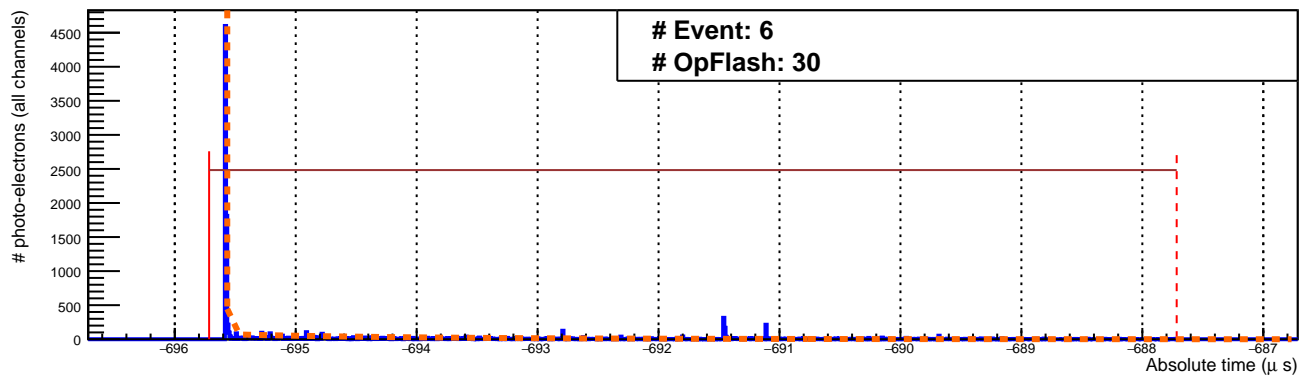 # Event: 6
# OpFlash: 30
# photo-electrons (all channels)
4500
4000
3500
3000
2500
2000
1500
1000
500
0
−696 −695 −694 −693 −692 −691 −690 −689 −688 −687
Absolute time (μ s)